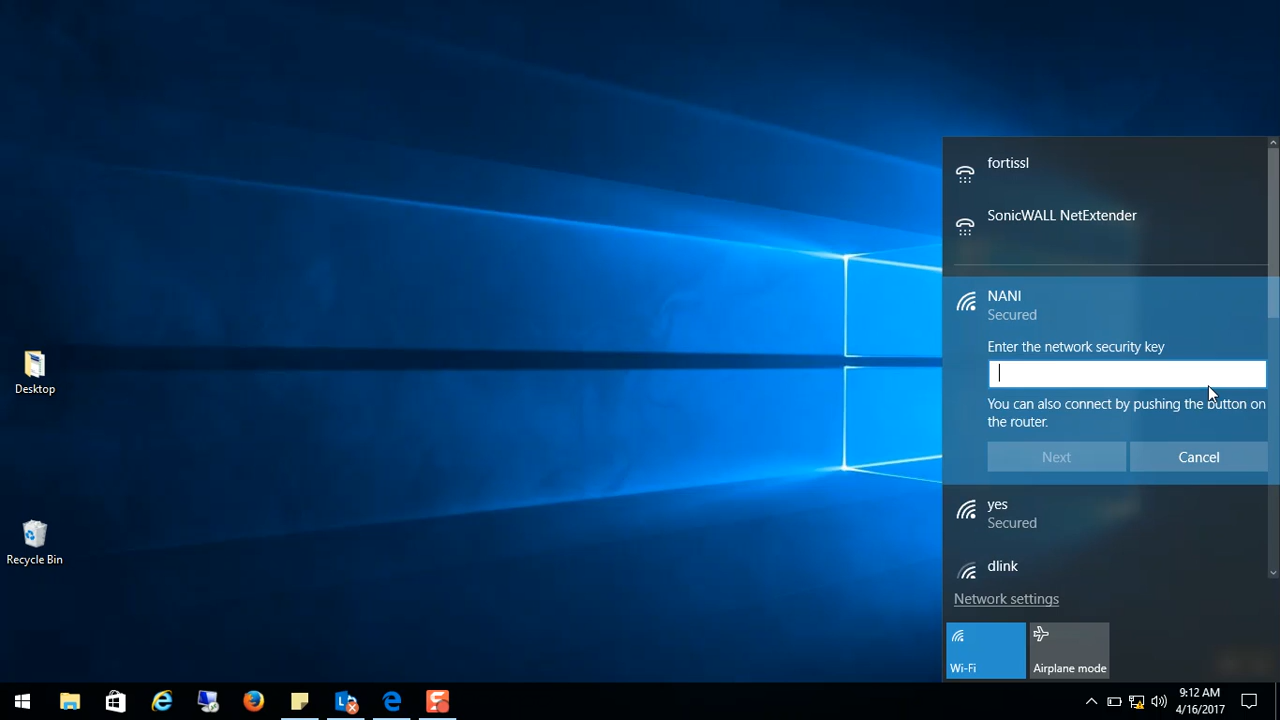 fortissl
SonicWALL NetExtender
NANI
Secured
Enter the network security key
You can also connect by pushing the button on
the router.
Next
Cancel
yes
Secured
dlink
Network settings
Wi-Fi
Airplane mode
Desktop
Recycle Bin
9:12 AM
4/16/2017